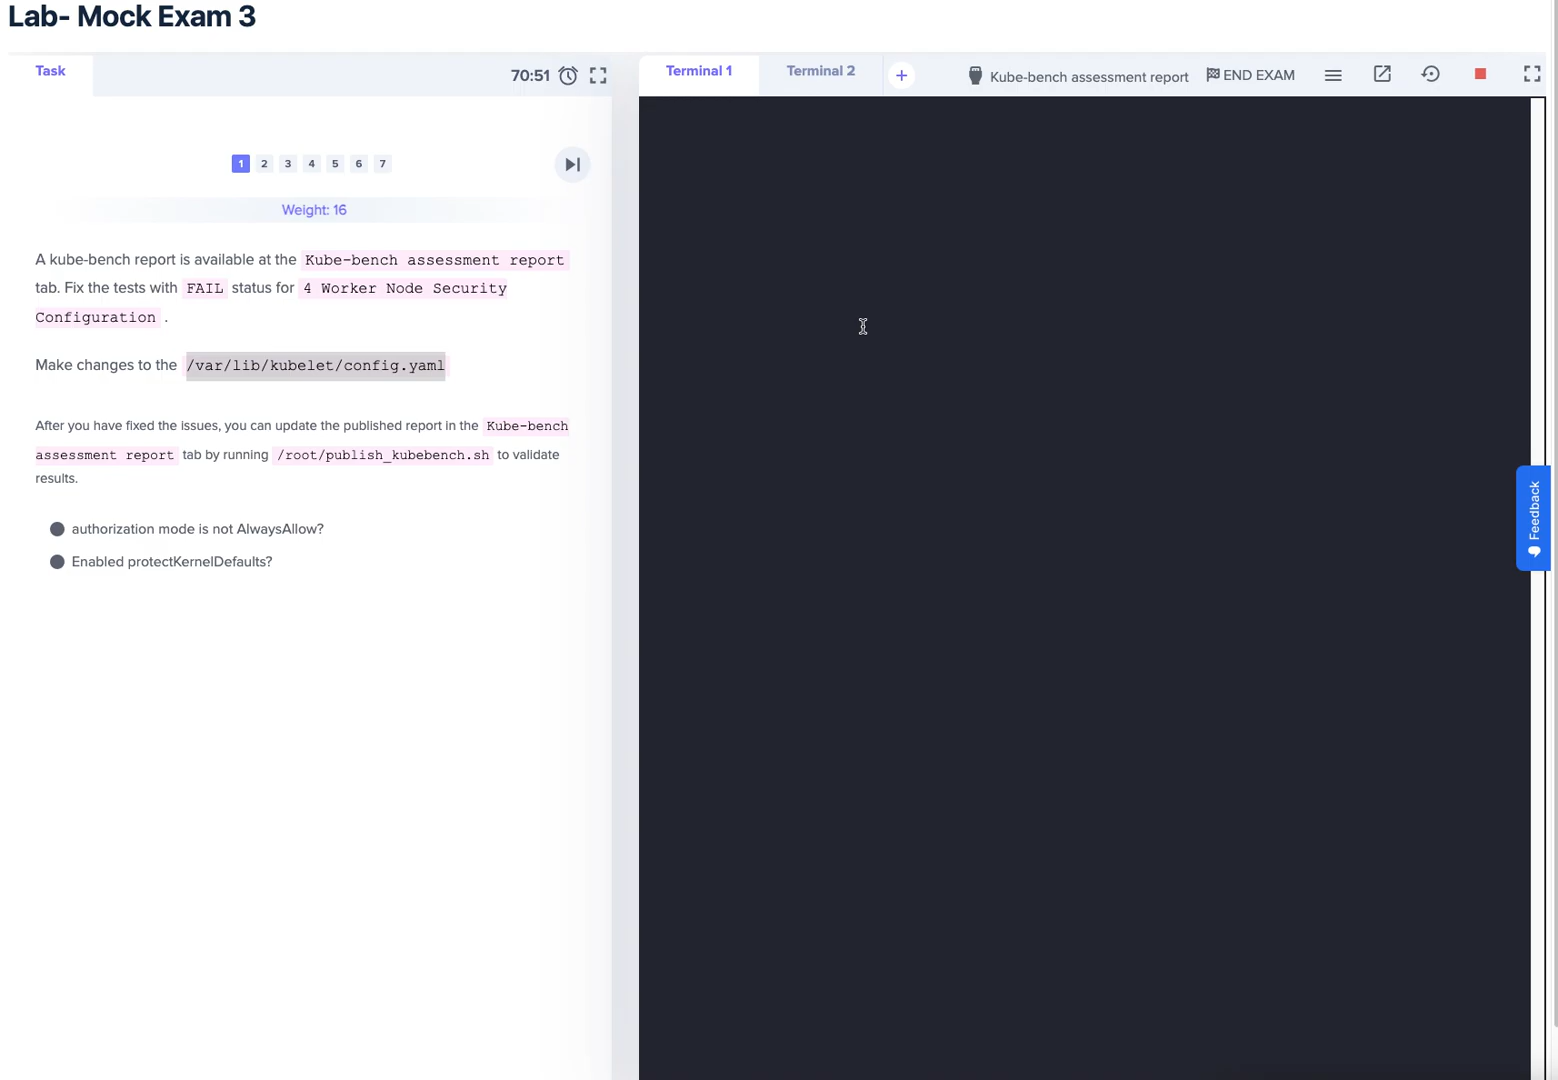 Lab- Mock Exam 3
Task
70:51
Terminal 1
Terminal 2
+
Kube-bench assessment report
END EXAM
1 2 3 4 5 6 7
Weight: 16
A kube-bench report is available at the Kube-bench assessment report
tab. Fix the tests with FAIL status for 4 Worker Node Security
Configuration .
Make changes to the /var/lib/kubelet/config.yaml
After you have fixed the issues, you can update the published report in the Kube-bench
assessment report tab by running /root/publish_kubebench.sh to validate
results.
authorization mode is not AlwaysAllow?
Enabled protectKernelDefaults?
Feedback